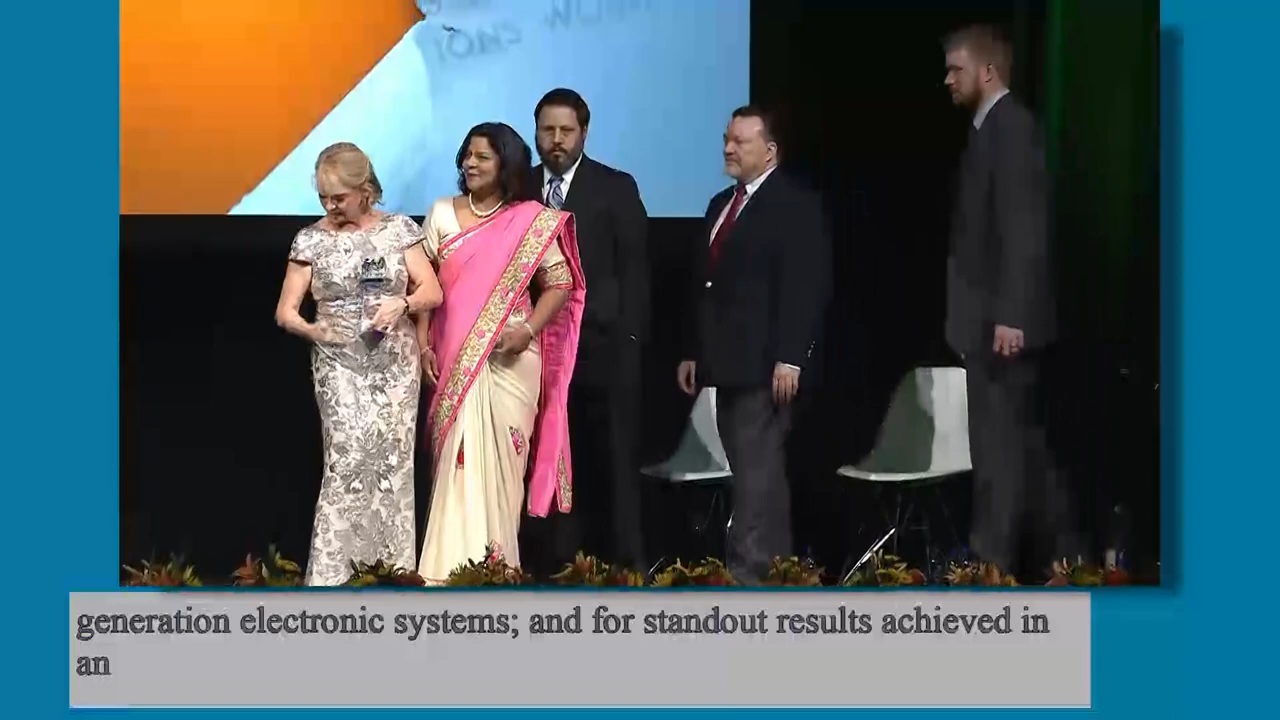 generation electronic systems; and for standout results achieved in
an